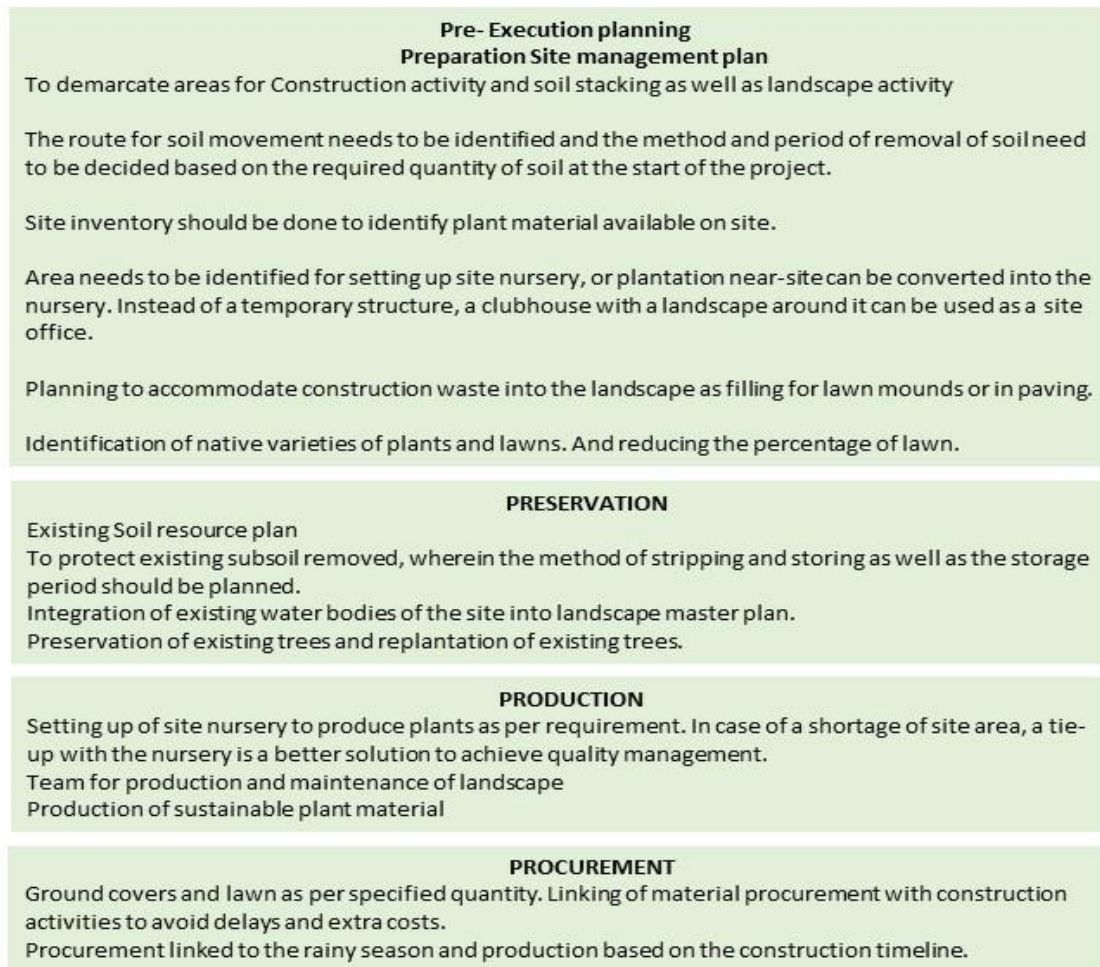 Pre- Execution planning
Preparation Site management plan
To demarcate areas for Construction activity and soil stacking as well as landscape activity
The route for soil movement needs to be identified and the method and period of removal of soil need
to be decided based on the required quantity of soil at the start of the project.
Site inventory should be done to identify plant material available on site.
Area needs to be identified for setting up site nursery, or plantation near-site can be converted into the
nursery. Instead of a temporary structure, a clubhouse with a landscape around it can be used as a site
office.
Planning to accommodate construction waste into the landscape as filling for lawn mounds or in paving.
Identification of native varieties of plants and lawns. And reducing the percentage of lawn.
PRESERVATION
Existing Soil resource plan
To protect existing subsoil removed, wherein the method of stripping and storing as well as the storage
period should be planned.
Integration of existing water bodies of the site into landscape master plan.
Preservation of existing trees and replantation of existing trees.
PRODUCTION
Setting up of site nursery to produce plants as per requirement. In case of a shortage of site area, a tie-
up with the nursery is a better solution to achieve quality management.
Team for production and maintenance of landscape
Production of sustainable plant material
PROCUREMENT
Ground covers and lawn as per specified quantity. Linking of material procurement with construction
activities to avoid delays and extra costs.
Procurement linked to the rainy season and production based on the construction timeline.